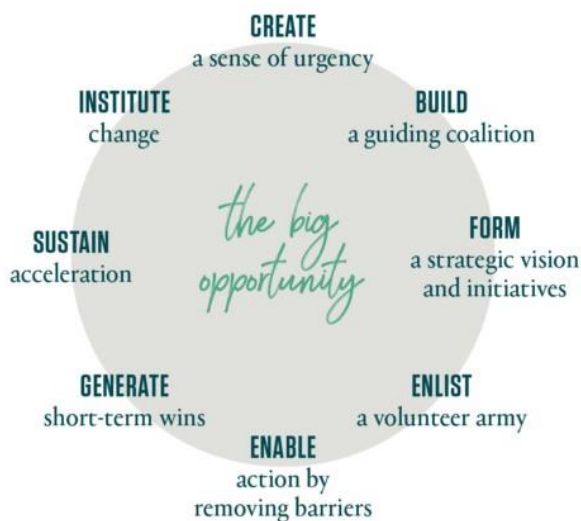 CREATE
a sense of urgency
BUILD
a guiding coalition
FORM
a strategic vision
and initiatives
ENLIST
a volunteer army
ENABLE
action by
removing barriers
GENERATE
short-term wins
SUSTAIN
acceleration
INSTITUTE
change
the big
opportunity